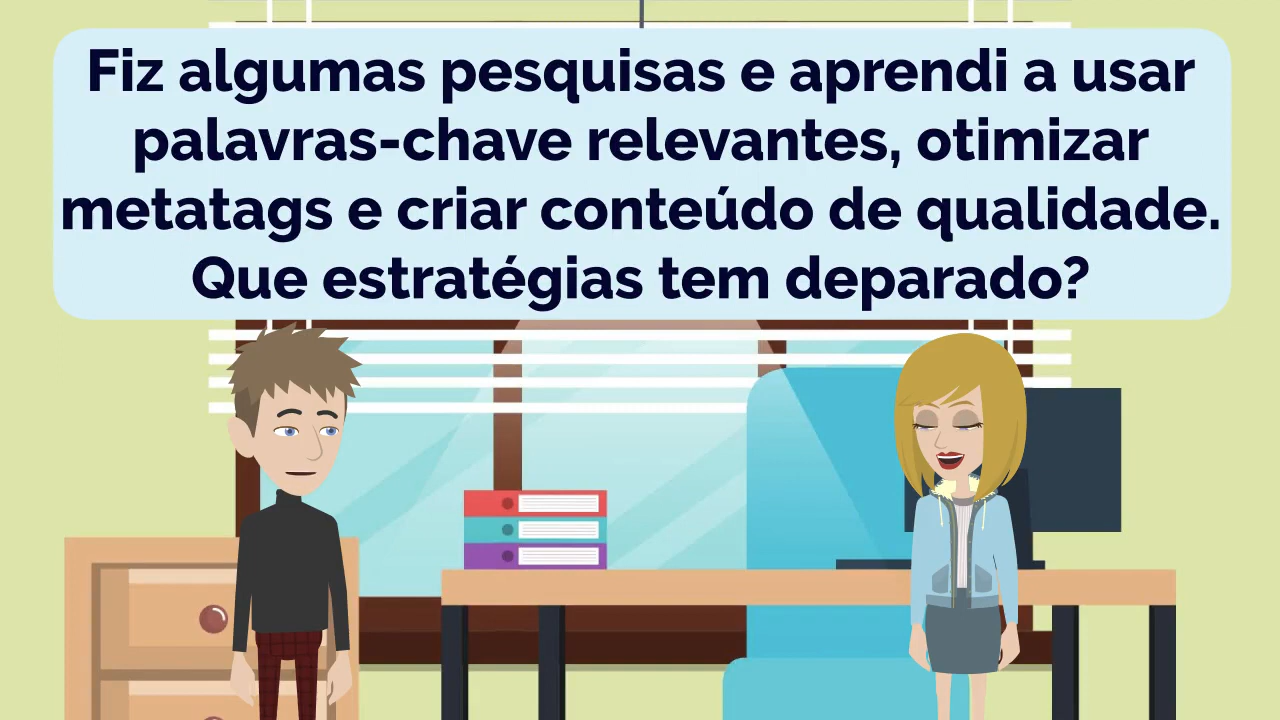 Fiz algumas pesquisas e aprendi a usar
palavras-chave relevantes, otimizar
metatags e criar conteúdo de qualidade.
Que estratégias tem deparado?